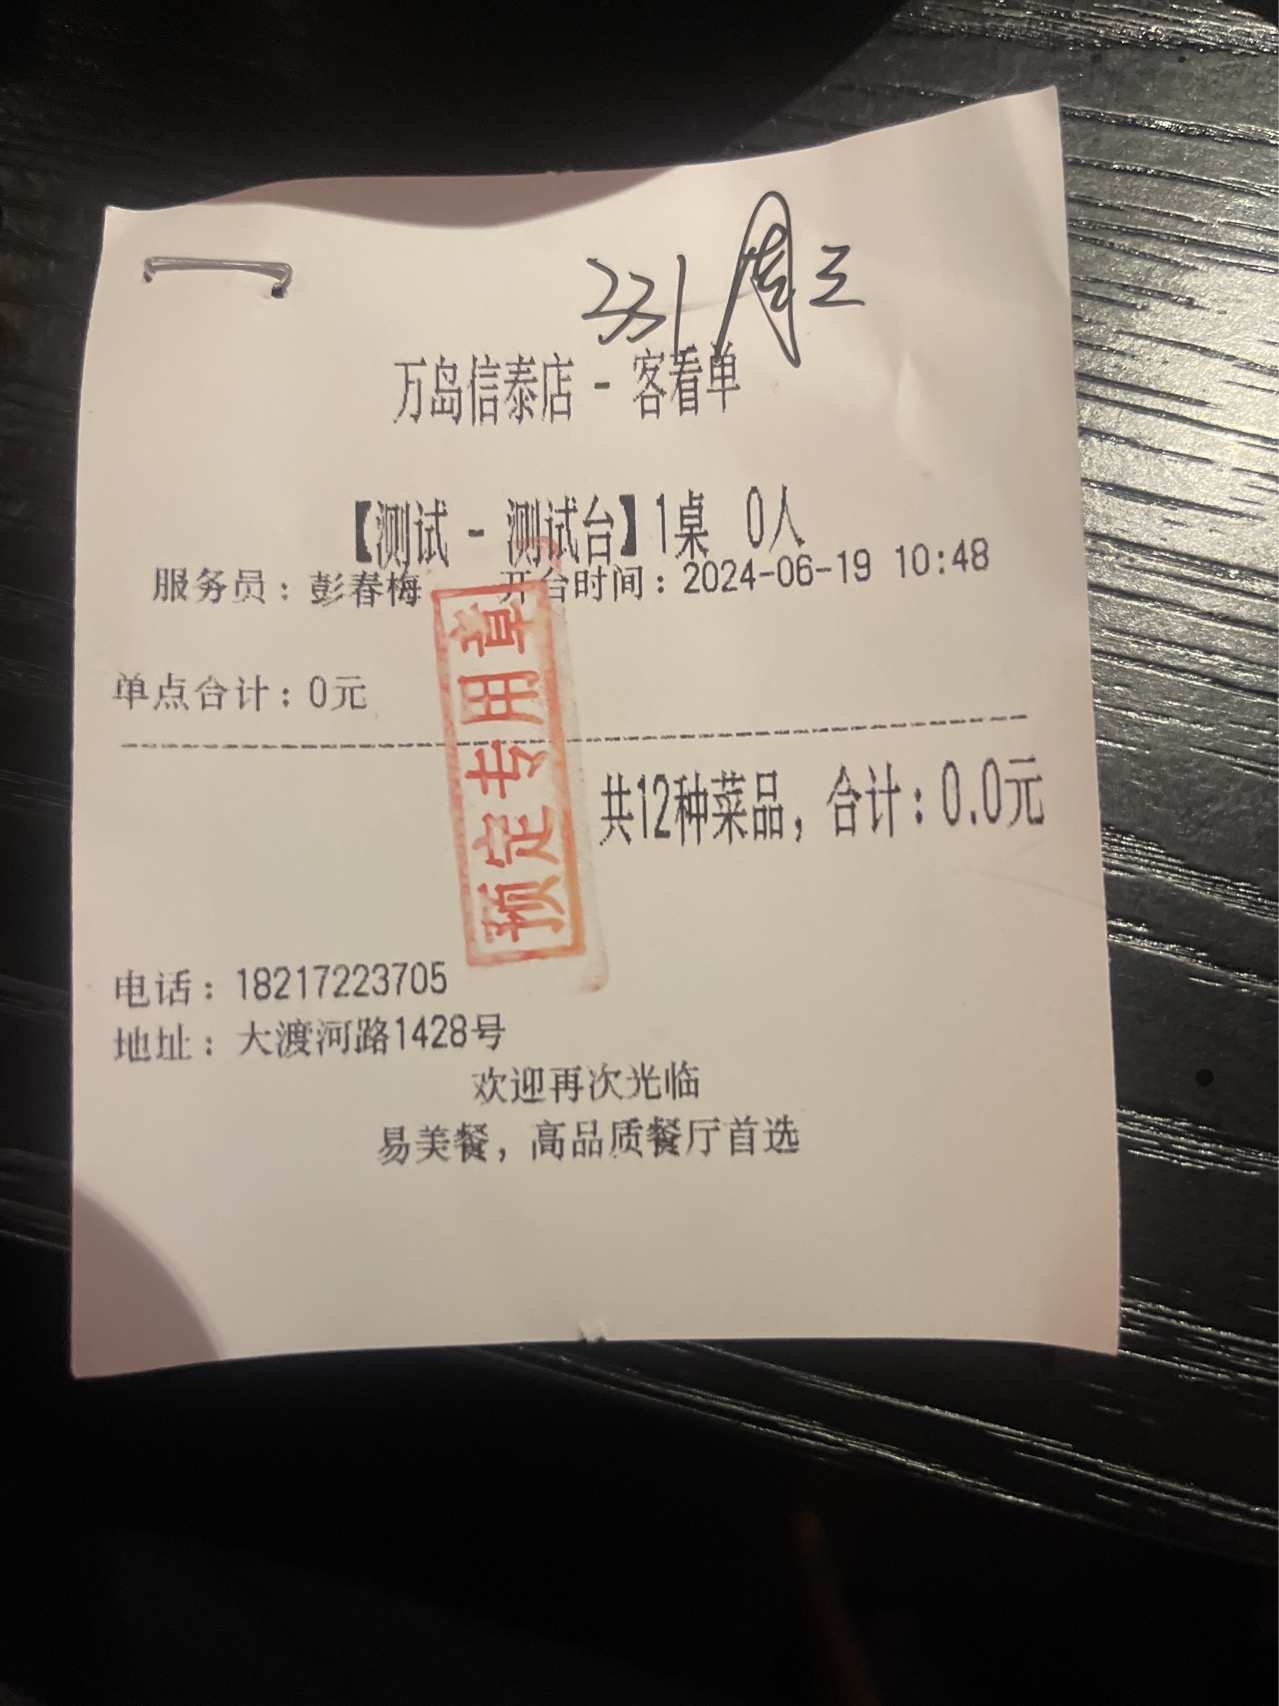 231 周三
万岛信泰店 - 客看单
【测试 - 测试台】1桌 0人
服务员：彭春梅 开台时间：2024-06-19 10:48
单点合计：0元
预定专用章
共12种菜品，合计：0.0元
电话：18217223705
地址：大渡河路1428号
欢迎再次光临
易美餐，高品质餐厅首选